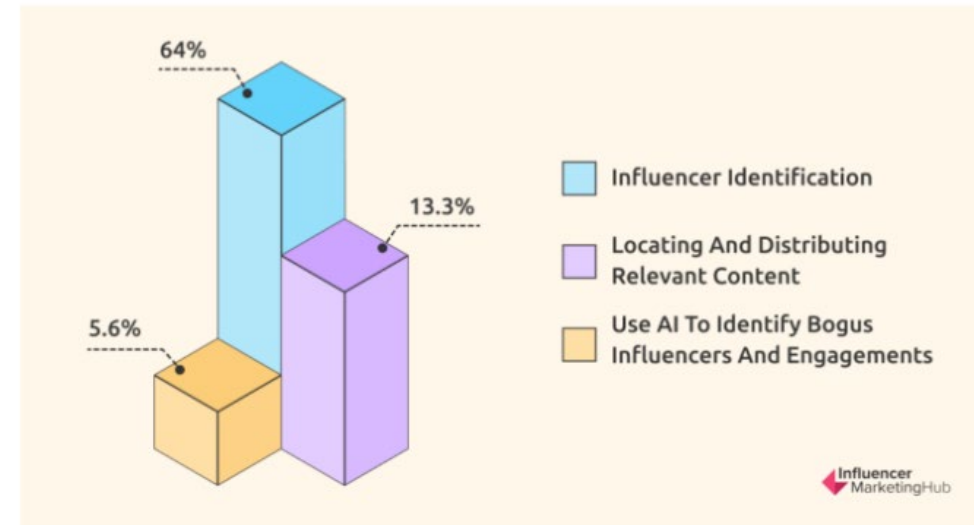 64%
13.3%
5.6%
Influencer Identification
Locating And Distributing
Relevant Content
Use AI To Identify Bogus
Influencers And Engagements
Influencer
MarketingHub